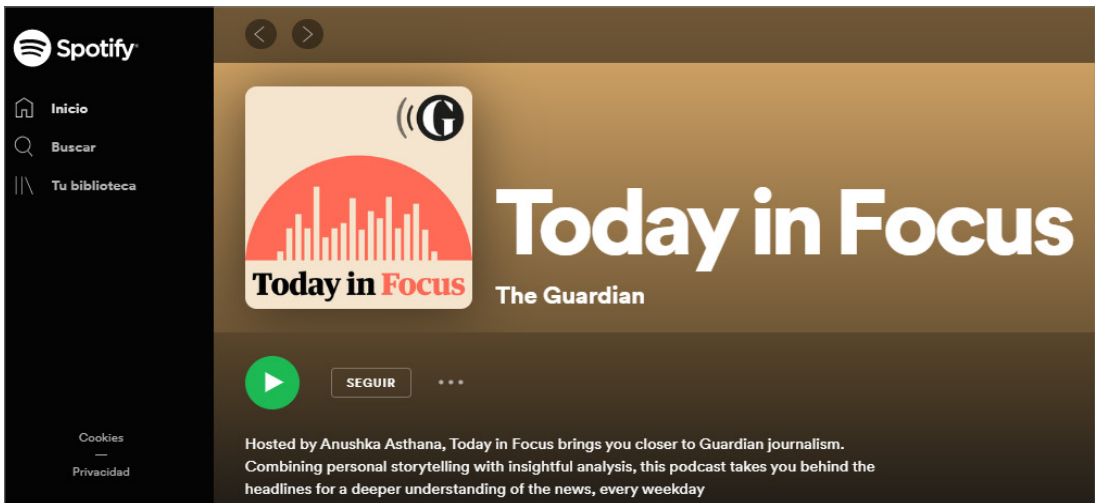 Spotify
Inicio
Buscar
Tu biblioteca
Cookies
Privacidad
G
Today in Focus
Today in Focus
The Guardian
SEGUIR
Hosted by Anushka Asthana, Today in Focus brings you closer to Guardian journalism.
Combining personal storytelling with insightful analysis, this podcast takes you behind the
headlines for a deeper understanding of the news, every weekday